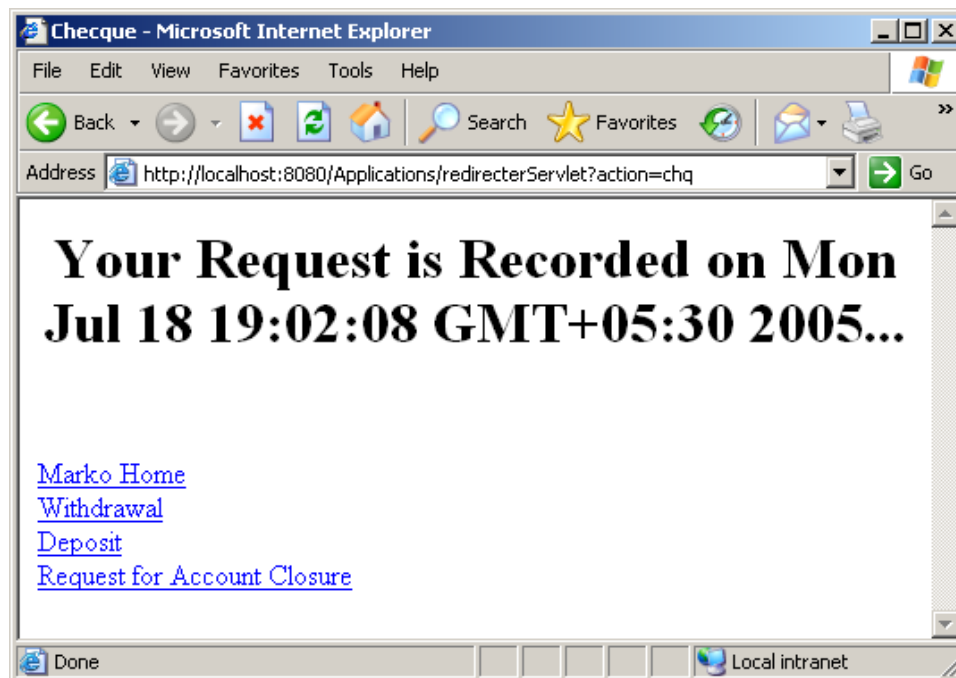 Checque - Microsoft Internet Explorer
File Edit View Favorites Tools Help
Back Search Favorites »
Address http://localhost:8080/Applications/redirecterServlet?action=chq Go
Your Request is Recorded on Mon
Jul 18 19:02:08 GMT+05:30 2005...
Marko Home
Withdrawal
Deposit
Request for Account Closure
Done Local intranet